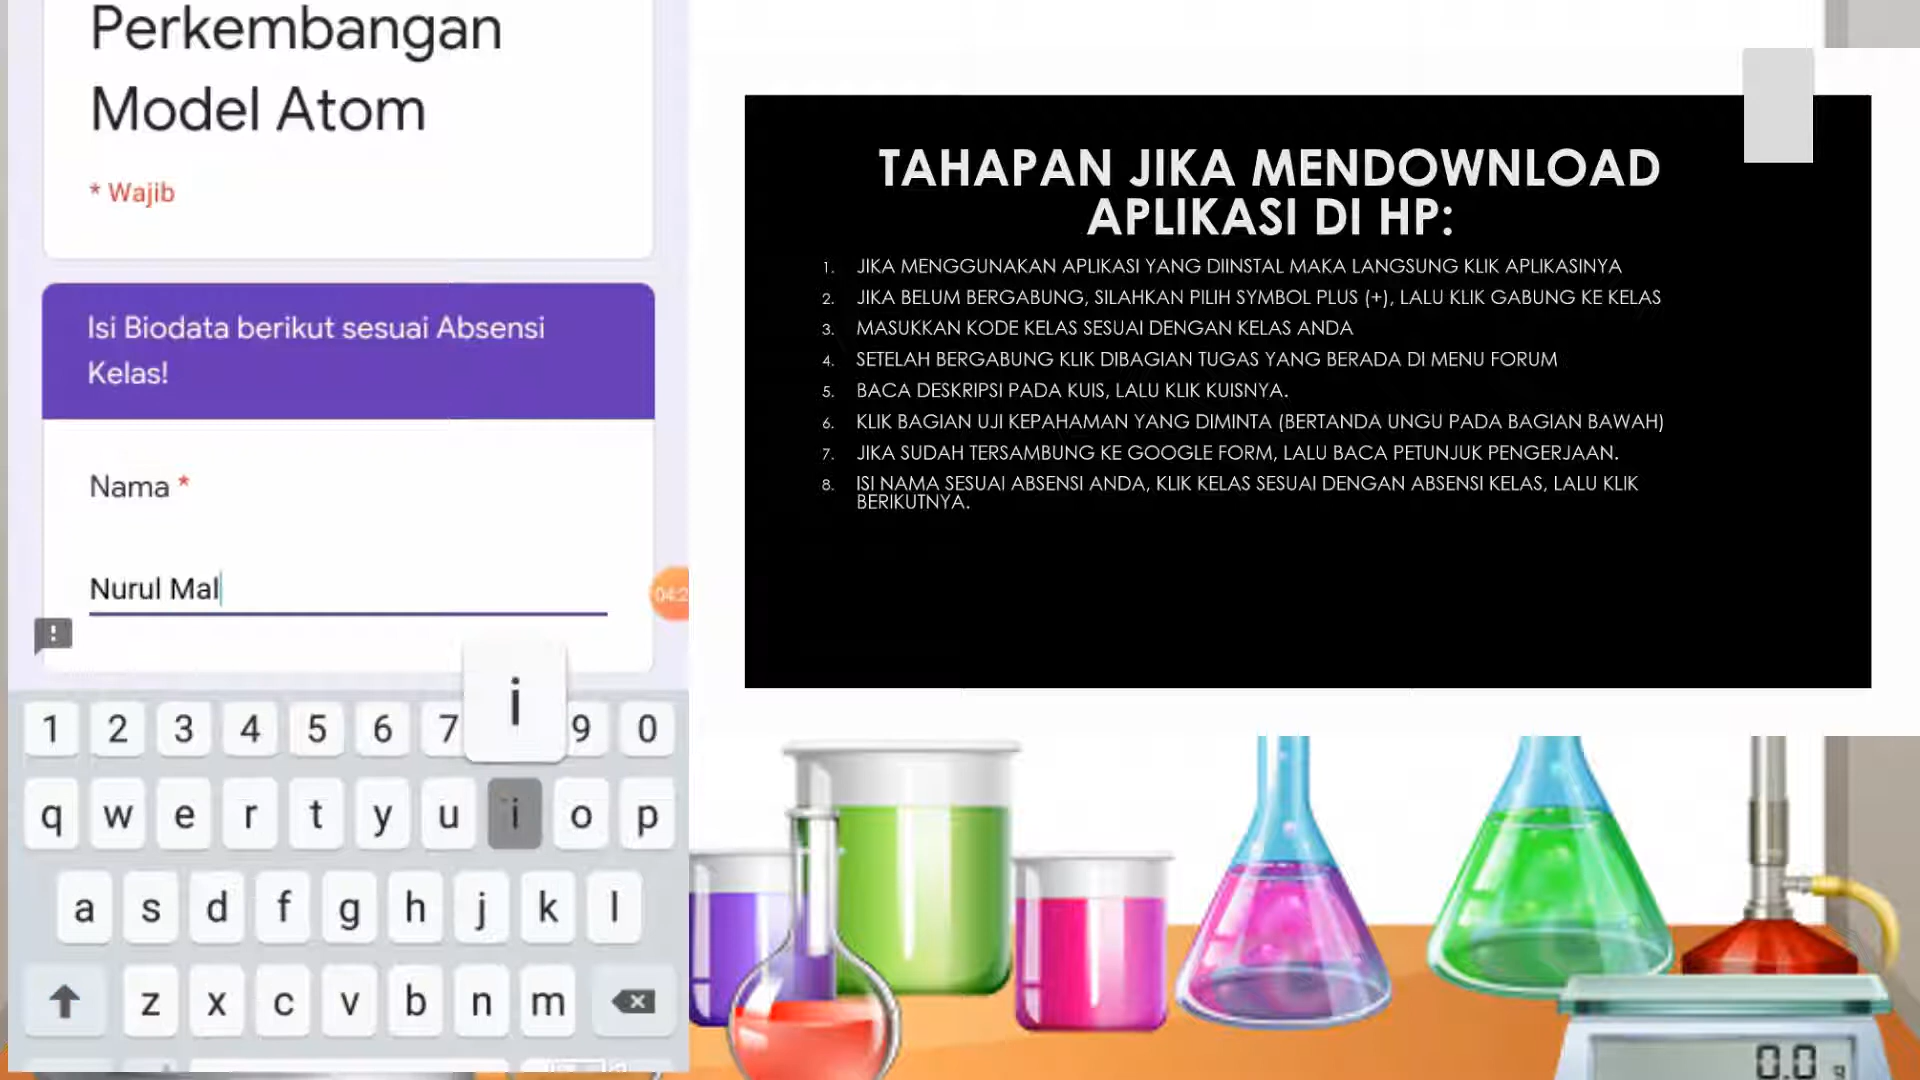 Perkembangan
Model Atom
* Wajib
Isi Biodata berikut sesuai Absensi
Kelas!
Nama *
Nurul Mal
04:2
!
i
1 2 3 4 5 6 7 9 0
q w e r t y u i o p
a s d f g h j k l
z x c v b n m
TAHAPAN JIKA MENDOWNLOAD
APLIKASI DI HP:
1. JIKA MENGGUNAKAN APLIKASI YANG DIINSTAL MAKA LANGSUNG KLIK APLIKASINYA
2. JIKA BELUM BERGABUNG, SILAHKAN PILIH SYMBOL PLUS (+), LALU KLIK GABUNG KE KELAS
3. MASUKKAN KODE KELAS SESUAI DENGAN KELAS ANDA
4. SETELAH BERGABUNG KLIK DIBAGIAN TUGAS YANG BERADA DI MENU FORUM
5. BACA DESKRIPSI PADA KUIS, LALU KLIK KUISNYA.
6. KLIK BAGIAN UJI KEPAHAMAN YANG DIMINTA (BERTANDA UNGU PADA BAGIAN BAWAH)
7. JIKA SUDAH TERSAMBUNG KE GOOGLE FORM, LALU BACA PETUNJUK PENGERJAAN.
8. ISI NAMA SESUAI ABSENSI ANDA, KLIK KELAS SESUAI DENGAN ABSENSI KELAS, LALU KLIK
BERIKUTNYA.
0.0 g